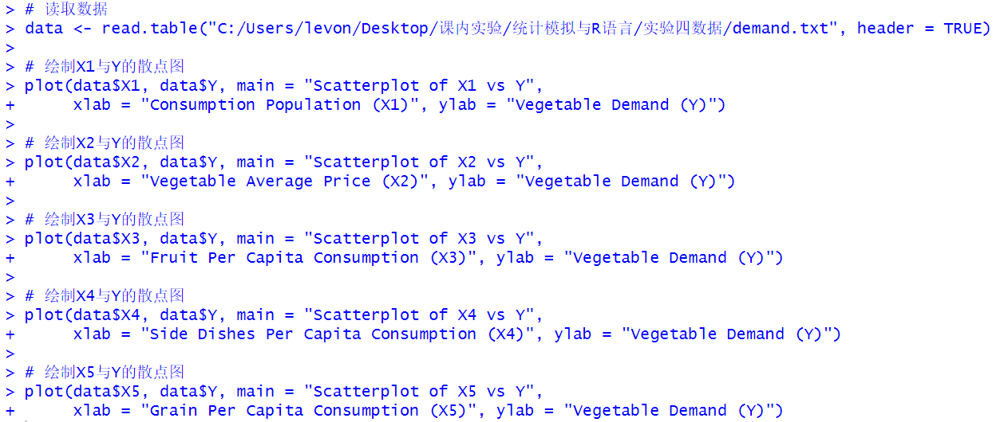 > # 读取数据
> data <- read.table("C:/Users/levon/Desktop/课内实验/统计模拟与R语言/实验四数据/demand.txt", header = TRUE)
>
> # 绘制X1与Y的散点图
> plot(data$X1, data$Y, main = "Scatterplot of X1 vs Y",
+      xlab = "Consumption Population (X1)", ylab = "Vegetable Demand (Y)")
>
> # 绘制X2与Y的散点图
> plot(data$X2, data$Y, main = "Scatterplot of X2 vs Y",
+      xlab = "Vegetable Average Price (X2)", ylab = "Vegetable Demand (Y)")
>
> # 绘制X3与Y的散点图
> plot(data$X3, data$Y, main = "Scatterplot of X3 vs Y",
+      xlab = "Fruit Per Capita Consumption (X3)", ylab = "Vegetable Demand (Y)")
>
> # 绘制X4与Y的散点图
> plot(data$X4, data$Y, main = "Scatterplot of X4 vs Y",
+      xlab = "Side Dishes Per Capita Consumption (X4)", ylab = "Vegetable Demand (Y)")
>
> # 绘制X5与Y的散点图
> plot(data$X5, data$Y, main = "Scatterplot of X5 vs Y",
+      xlab = "Grain Per Capita Consumption (X5)", ylab = "Vegetable Demand (Y)")